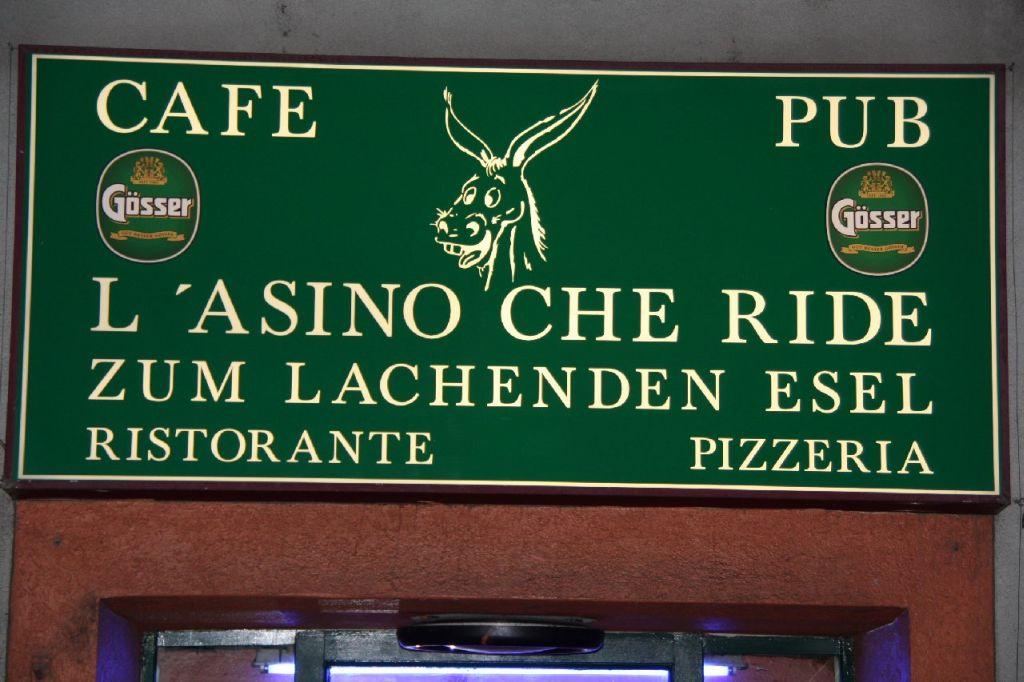 CAFE
PUB
Gösser
Gösser
L ´ASINO CHE RIDE
ZUM LACHENDEN ESEL
RISTORANTE
PIZZERIA